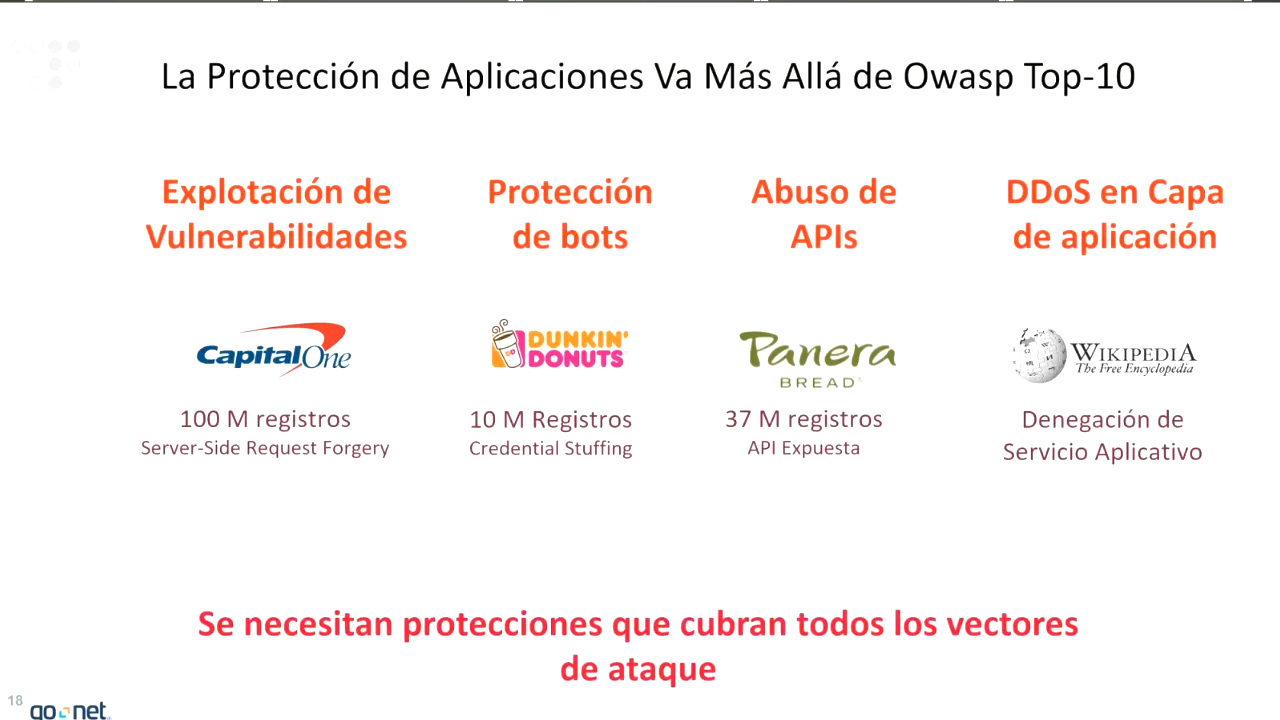 La Protección de Aplicaciones Va Más Allá de Owasp Top-10
Explotación de
Vulnerabilidades
Protección
de bots
Abuso de
APIs
DDoS en Capa
de aplicación
CapitalOne
DUNKIN'
DONUTS
Panera
BREAD
WIKIPEDIA
The Free Encyclopedia
100 M registros
Server-Side Request Forgery
10 M Registros
Credential Stuffing
37 M registros
API Expuesta
Denegación de
Servicio Aplicativo
Se necesitan protecciones que cubran todos los vectores
de ataque
18
qo net